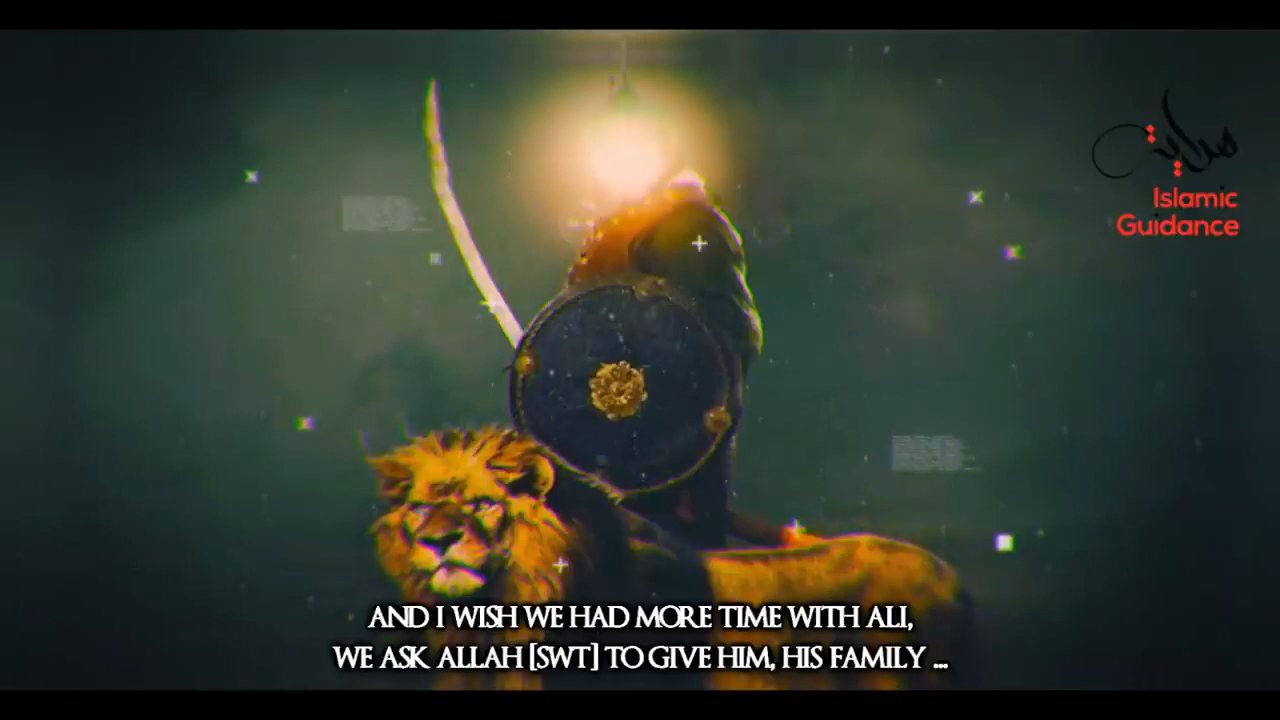 هداية
Islamic
Guidance
AND I WISH WE HAD MORE TIME WITH ALI,
WE ASK ALLAH [SWT] TO GIVE HIM, HIS FAMILY ...